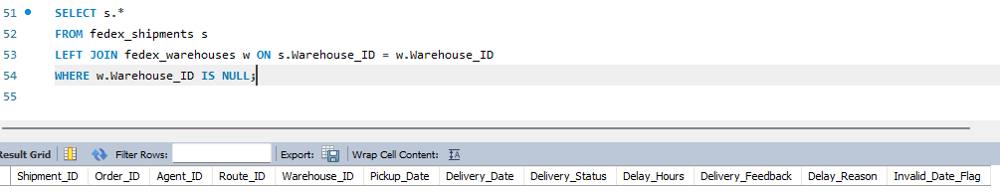 51 SELECT s.*
52 FROM fedex_shipments s
53 LEFT JOIN fedex_warehouses w ON s.Warehouse_ID = w.Warehouse_ID
54 WHERE w.Warehouse_ID IS NULL;
55
Result Grid Filter Rows: Export: Wrap Cell Content: IA
Shipment_ID Order_ID Agent_ID Route_ID Warehouse_ID Pickup_Date Delivery_Date Delivery_Status Delay_Hours Delivery_Feedback Delay_Reason Invalid_Date_Flag